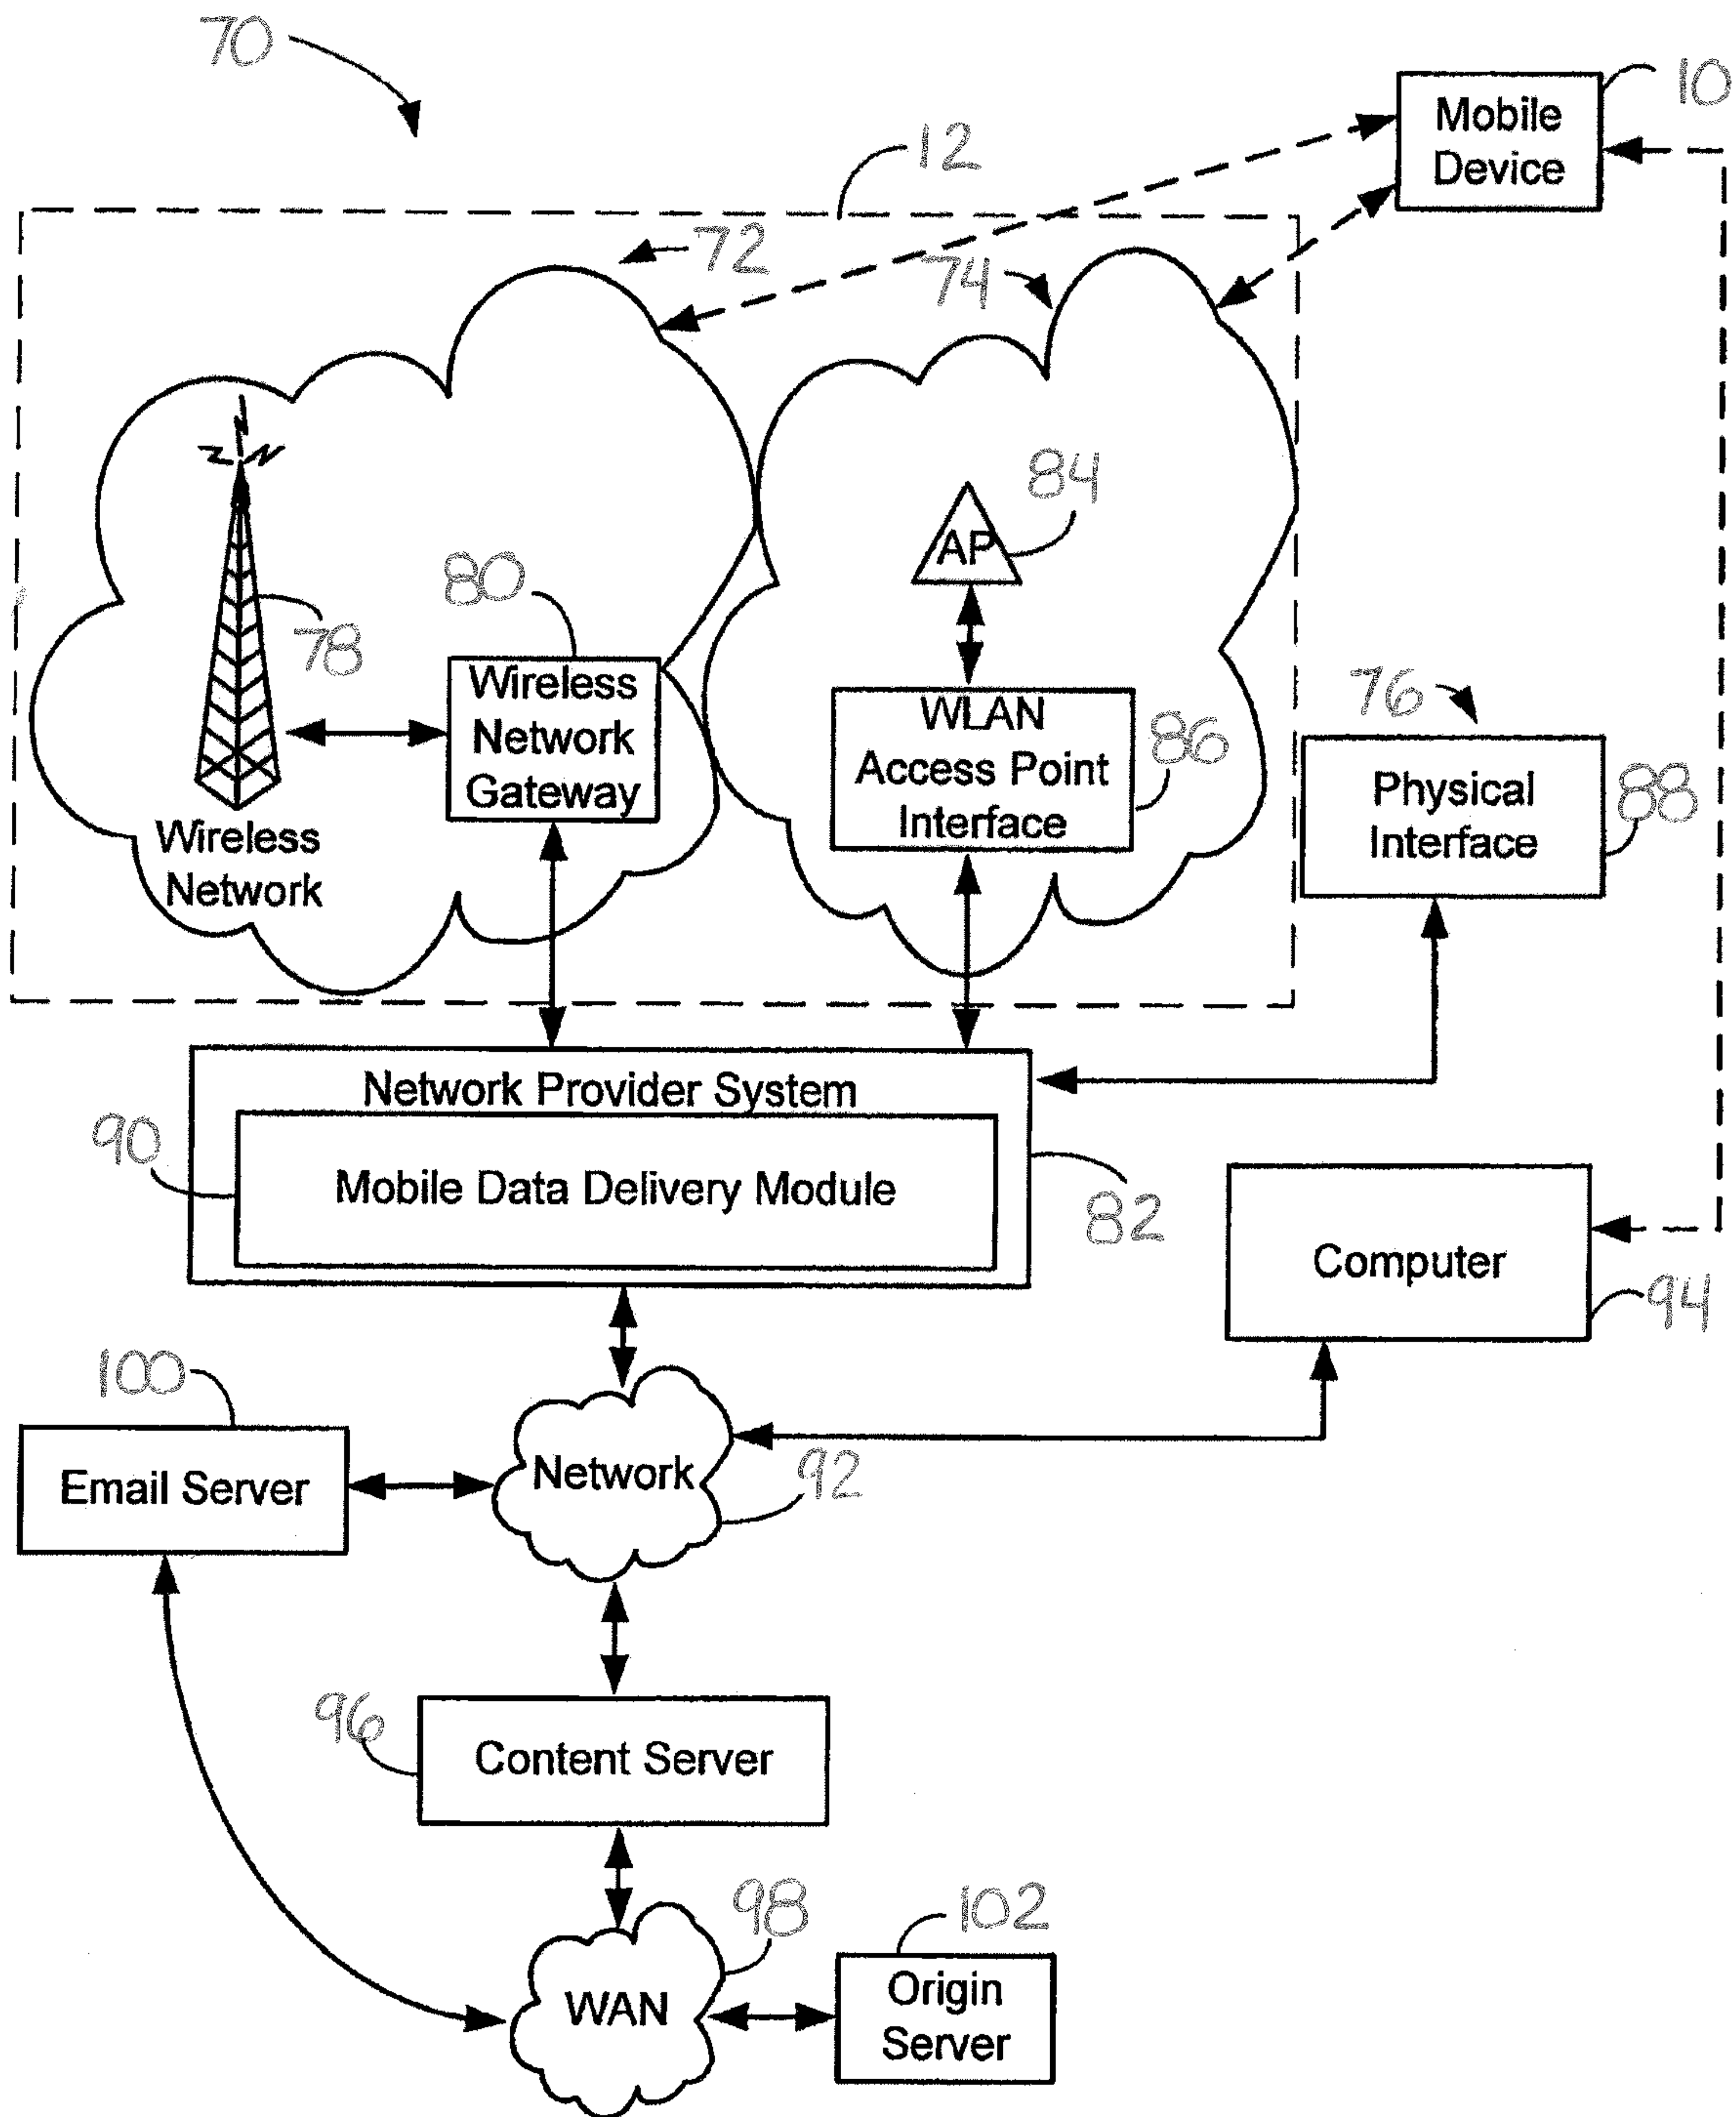 70
10
Mobile
Device
12
72
74
84
AP
80
78
Wireless
Network
Gateway
WLAN
Access Point
Interface
86
76
Physical
Interface
88
Wireless
Network
Network Provider System
90
Mobile Data Delivery Module
82
Computer
94
100
Email Server
Network
92
96
Content Server
98
102
WAN
Origin
Server